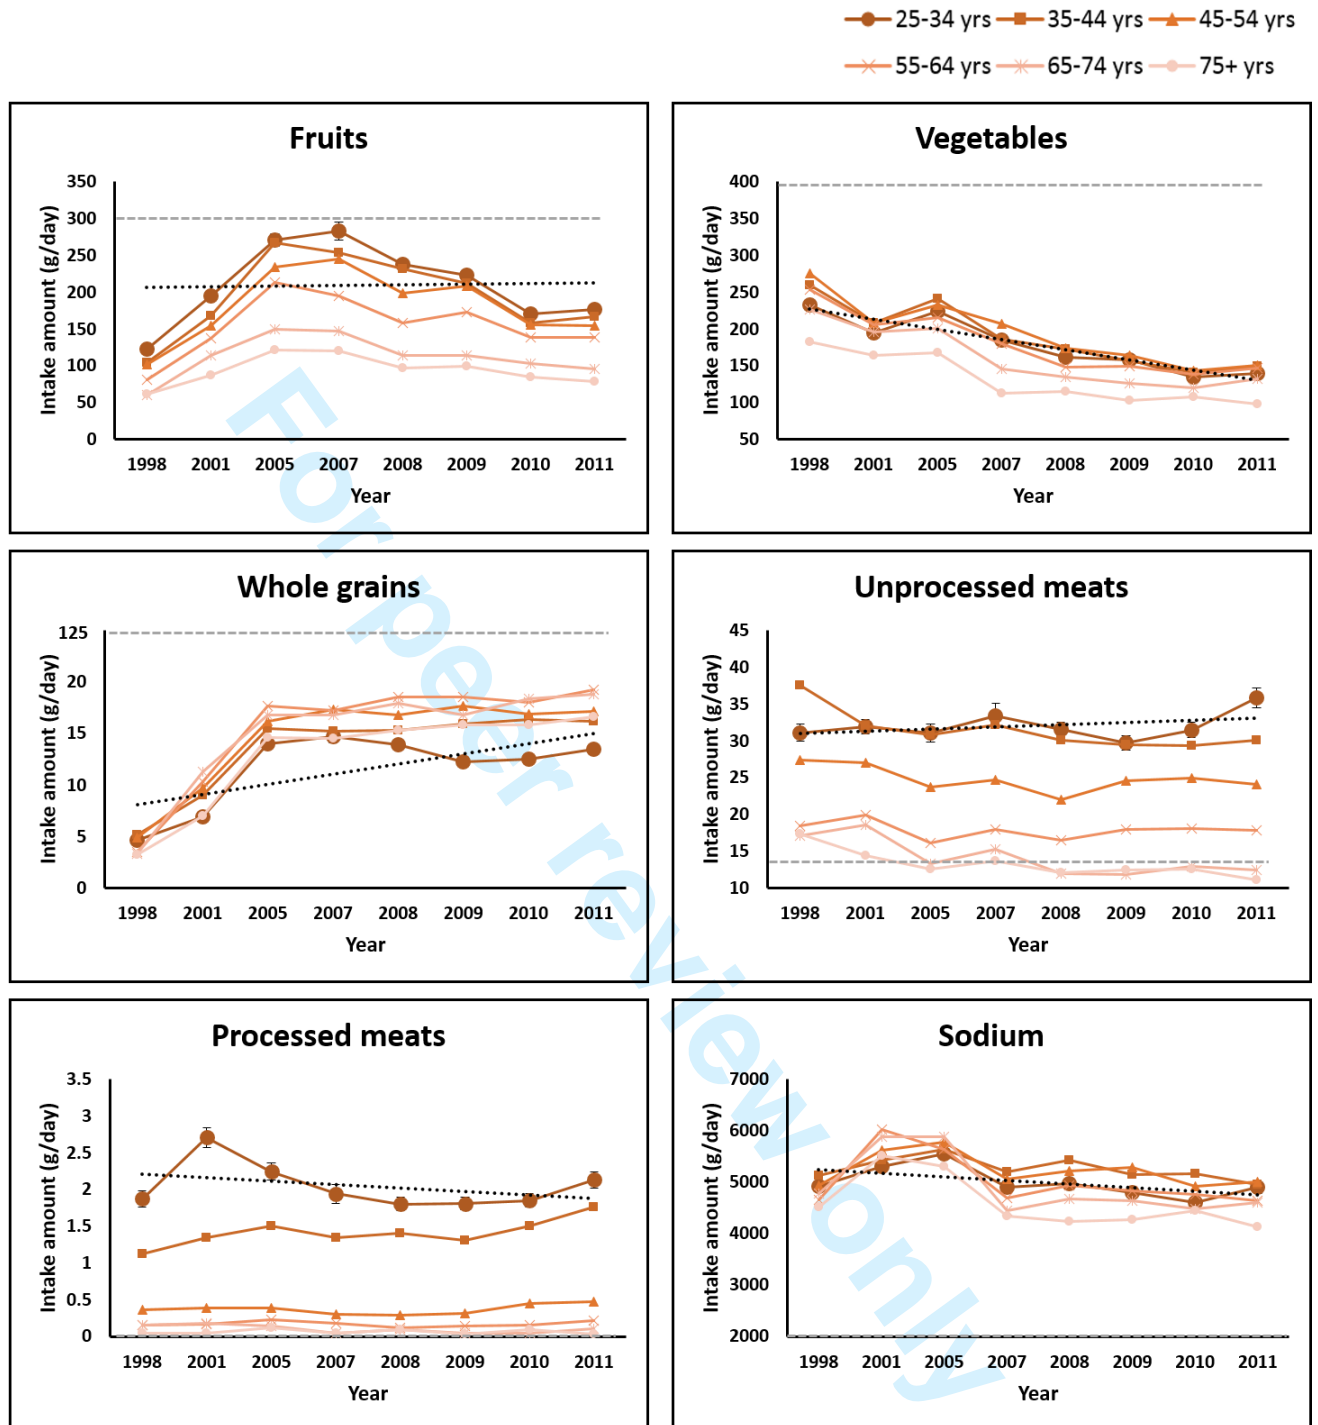 25-34 yrs 35-44 yrs 45-54 yrs
55-64 yrs 65-74 yrs 75+ yrs
Fruits
Intake amount (g/day)
350
300
250
200
150
100
50
0
1998 2001 2005 2007 2008 2009 2010 2011
Year
Vegetables
Intake amount (g/day)
400
350
300
250
200
150
100
50
1998 2001 2005 2007 2008 2009 2010 2011
Year
Whole grains
Intake amount (g/day)
125
20
15
10
5
0
1998 2001 2005 2007 2008 2009 2010 2011
Year
Unprocessed meats
Intake amount (g/day)
45
40
35
30
25
20
15
10
1998 2001 2005 2007 2008 2009 2010 2011
Year
Processed meats
Intake amount (g/day)
3.5
3
2.5
2
1.5
1
0.5
0
1998 2001 2005 2007 2008 2009 2010 2011
Year
Sodium
Intake amount (g/day)
7000
6000
5000
4000
3000
2000
1998 2001 2005 2007 2008 2009 2010 2011
Year
For peer review only